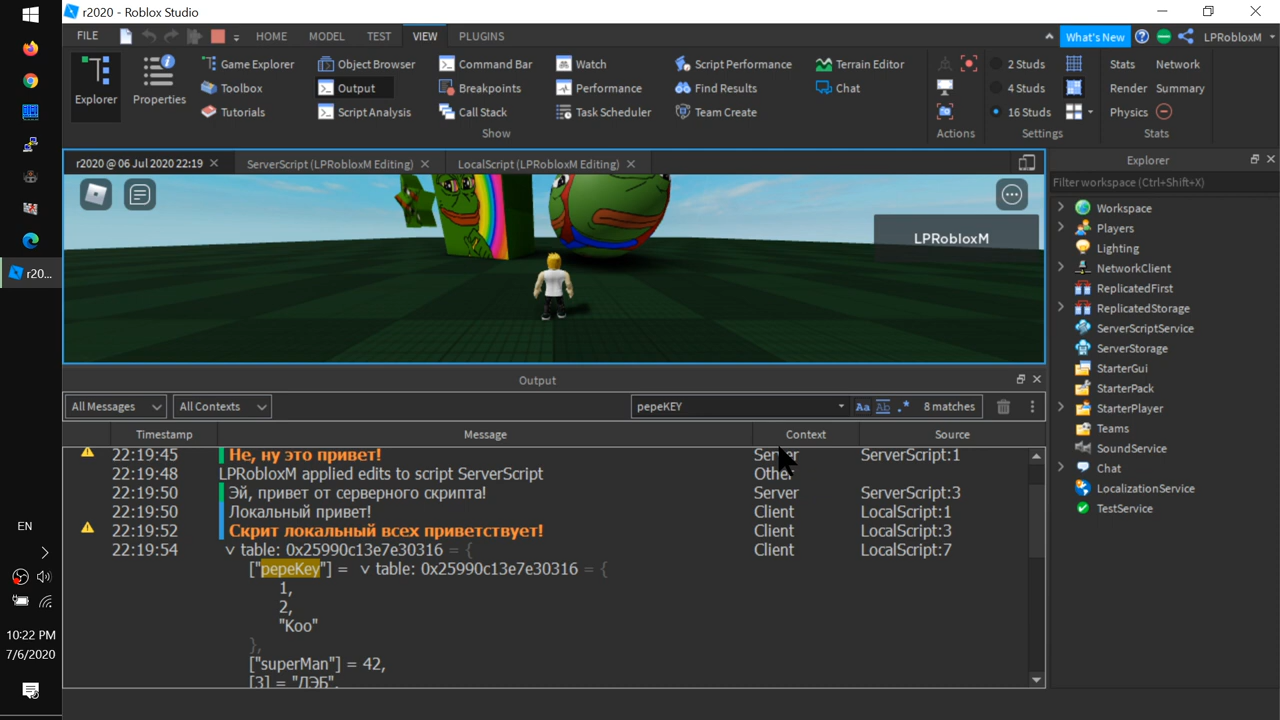 r2020 - Roblox Studio
FILE HOME MODEL TEST VIEW PLUGINS What's New LPRobloxM
Explorer
Properties
Game Explorer
Toolbox
Tutorials
Object Browser
Output
Script Analysis
Command Bar
Breakpoints
Call Stack
Watch
Performance
Task Scheduler
Script Performance
Find Results
Team Create
Terrain Editor
Chat
Show
Actions
2 Studs
4 Studs
16 Studs
Settings
Stats Network
Render Summary
Physics
Stats
r2020 @ 06 Jul 2020 22:19
ServerScript (LPRobloxM Editing)
LocalScript (LPRobloxM Editing)
LPRobloxM
Output
All Messages All Contexts pepeKEY Aa Ab .* 8 matches
Timestamp Message Context Source
22:19:45 Не, ну это привет! Server ServerScript:1
22:19:48 LPRobloxM applied edits to script ServerScript Other
22:19:50 Эй, привет от серверного скрипта! Server ServerScript:3
22:19:50 Локальный привет! Client LocalScript:1
22:19:52 Скрит локальный всех приветствует! Client LocalScript:3
22:19:54 v table: 0x25990c13e7e30316 = { Client LocalScript:7
["pepeKey"] = v table: 0x25990c13e7e30316 = {
1,
2,
"Koo"
},
["superMan"] = 42,
[3] = "ЛЭБ",
Explorer
Filter workspace (Ctrl+Shift+X)
Workspace
Players
Lighting
NetworkClient
ReplicatedFirst
ReplicatedStorage
ServerScriptService
ServerStorage
StarterGui
StarterPack
StarterPlayer
Teams
SoundService
Chat
LocalizationService
TestService
r20...
EN
10:22 PM
7/6/2020